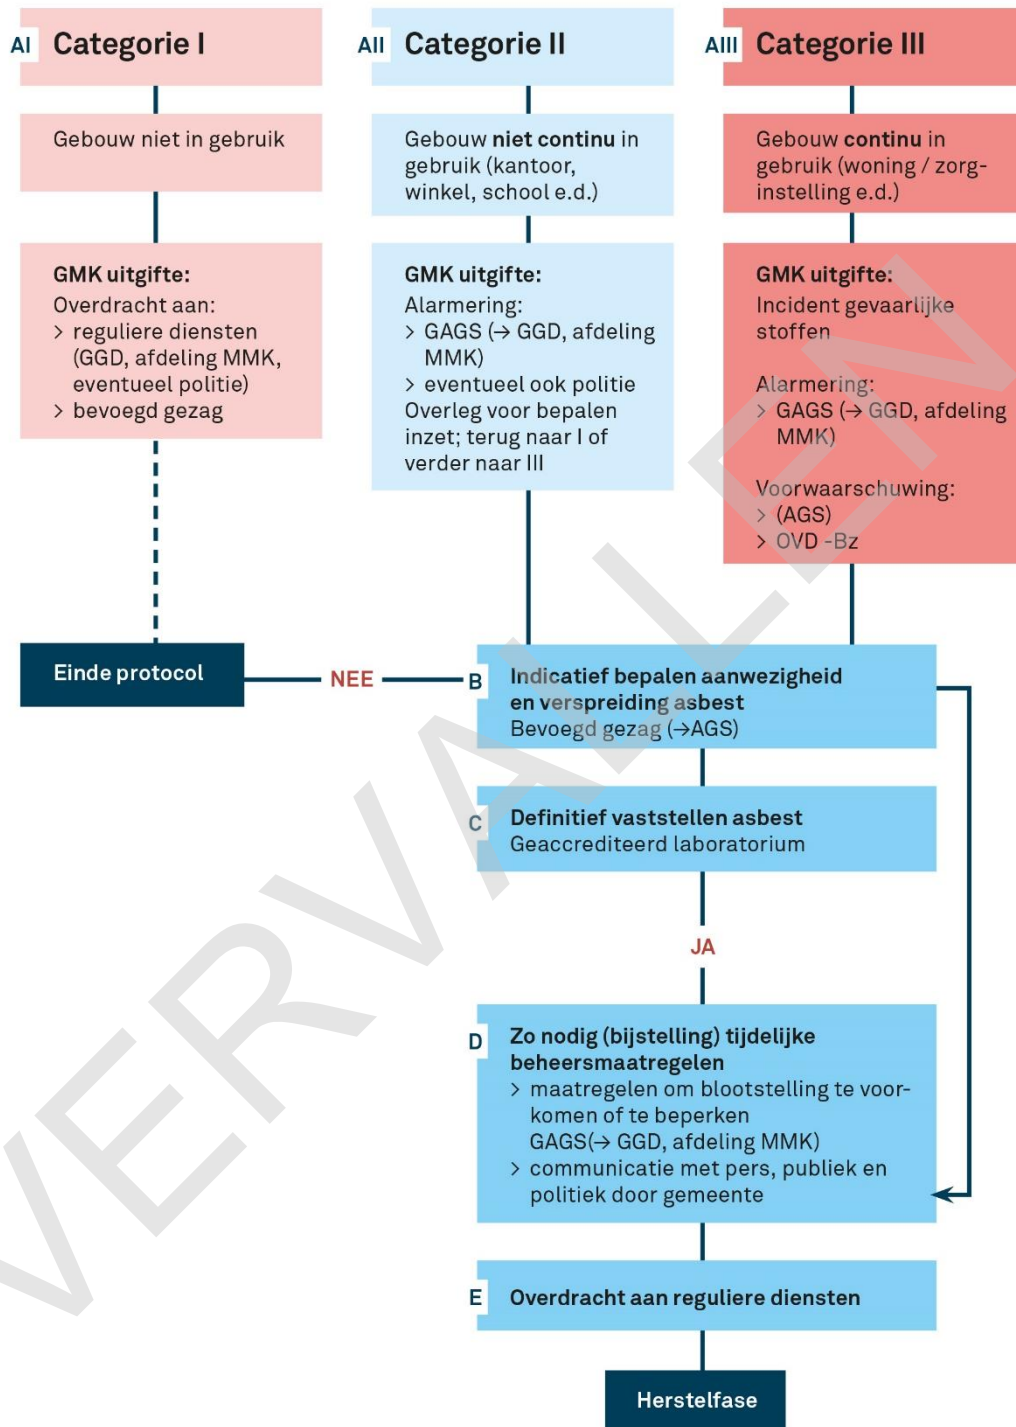 AI Categorie I
Gebouw niet in gebruik
GMK uitgifte:
Overdracht aan:
> reguliere diensten
(GGD, afdeling MMK,
eventueel politie)
> bevoegd gezag
AII Categorie II
Gebouw niet continu in
gebruik (kantoor,
winkel, school e.d.)
GMK uitgifte:
Alarmering:
> GAGS (→ GGD, afdeling
MMK)
> eventueel ook politie
Overleg voor bepalen
inzet; terug naar I of
verder naar III
AIII Categorie III
Gebouw continu in
gebruik (woning / zorg-
instelling e.d.)
GMK uitgifte:
Incident gevaarlijke
stoffen
Alarmering:
> GAGS (→ GGD, afdeling
MMK)
Voorwaarschuwing:
> (AGS)
> OVD -Bz
Einde protocol
NEE
B Indicatief bepalen aanwezigheid
en verspreiding asbest
Bevoegd gezag (→AGS)
C Definitief vaststellen asbest
Geaccrediteerd laboratorium
JA
D Zo nodig (bijstelling) tijdelijke
beheersmaatregelen
> maatregelen om blootstelling te voor-
komen of te beperken
GAGS(→ GGD, afdeling MMK)
> communicatie met pers, publiek en
politiek door gemeente
E Overdracht aan reguliere diensten
Herstelfase
VERVALLEN